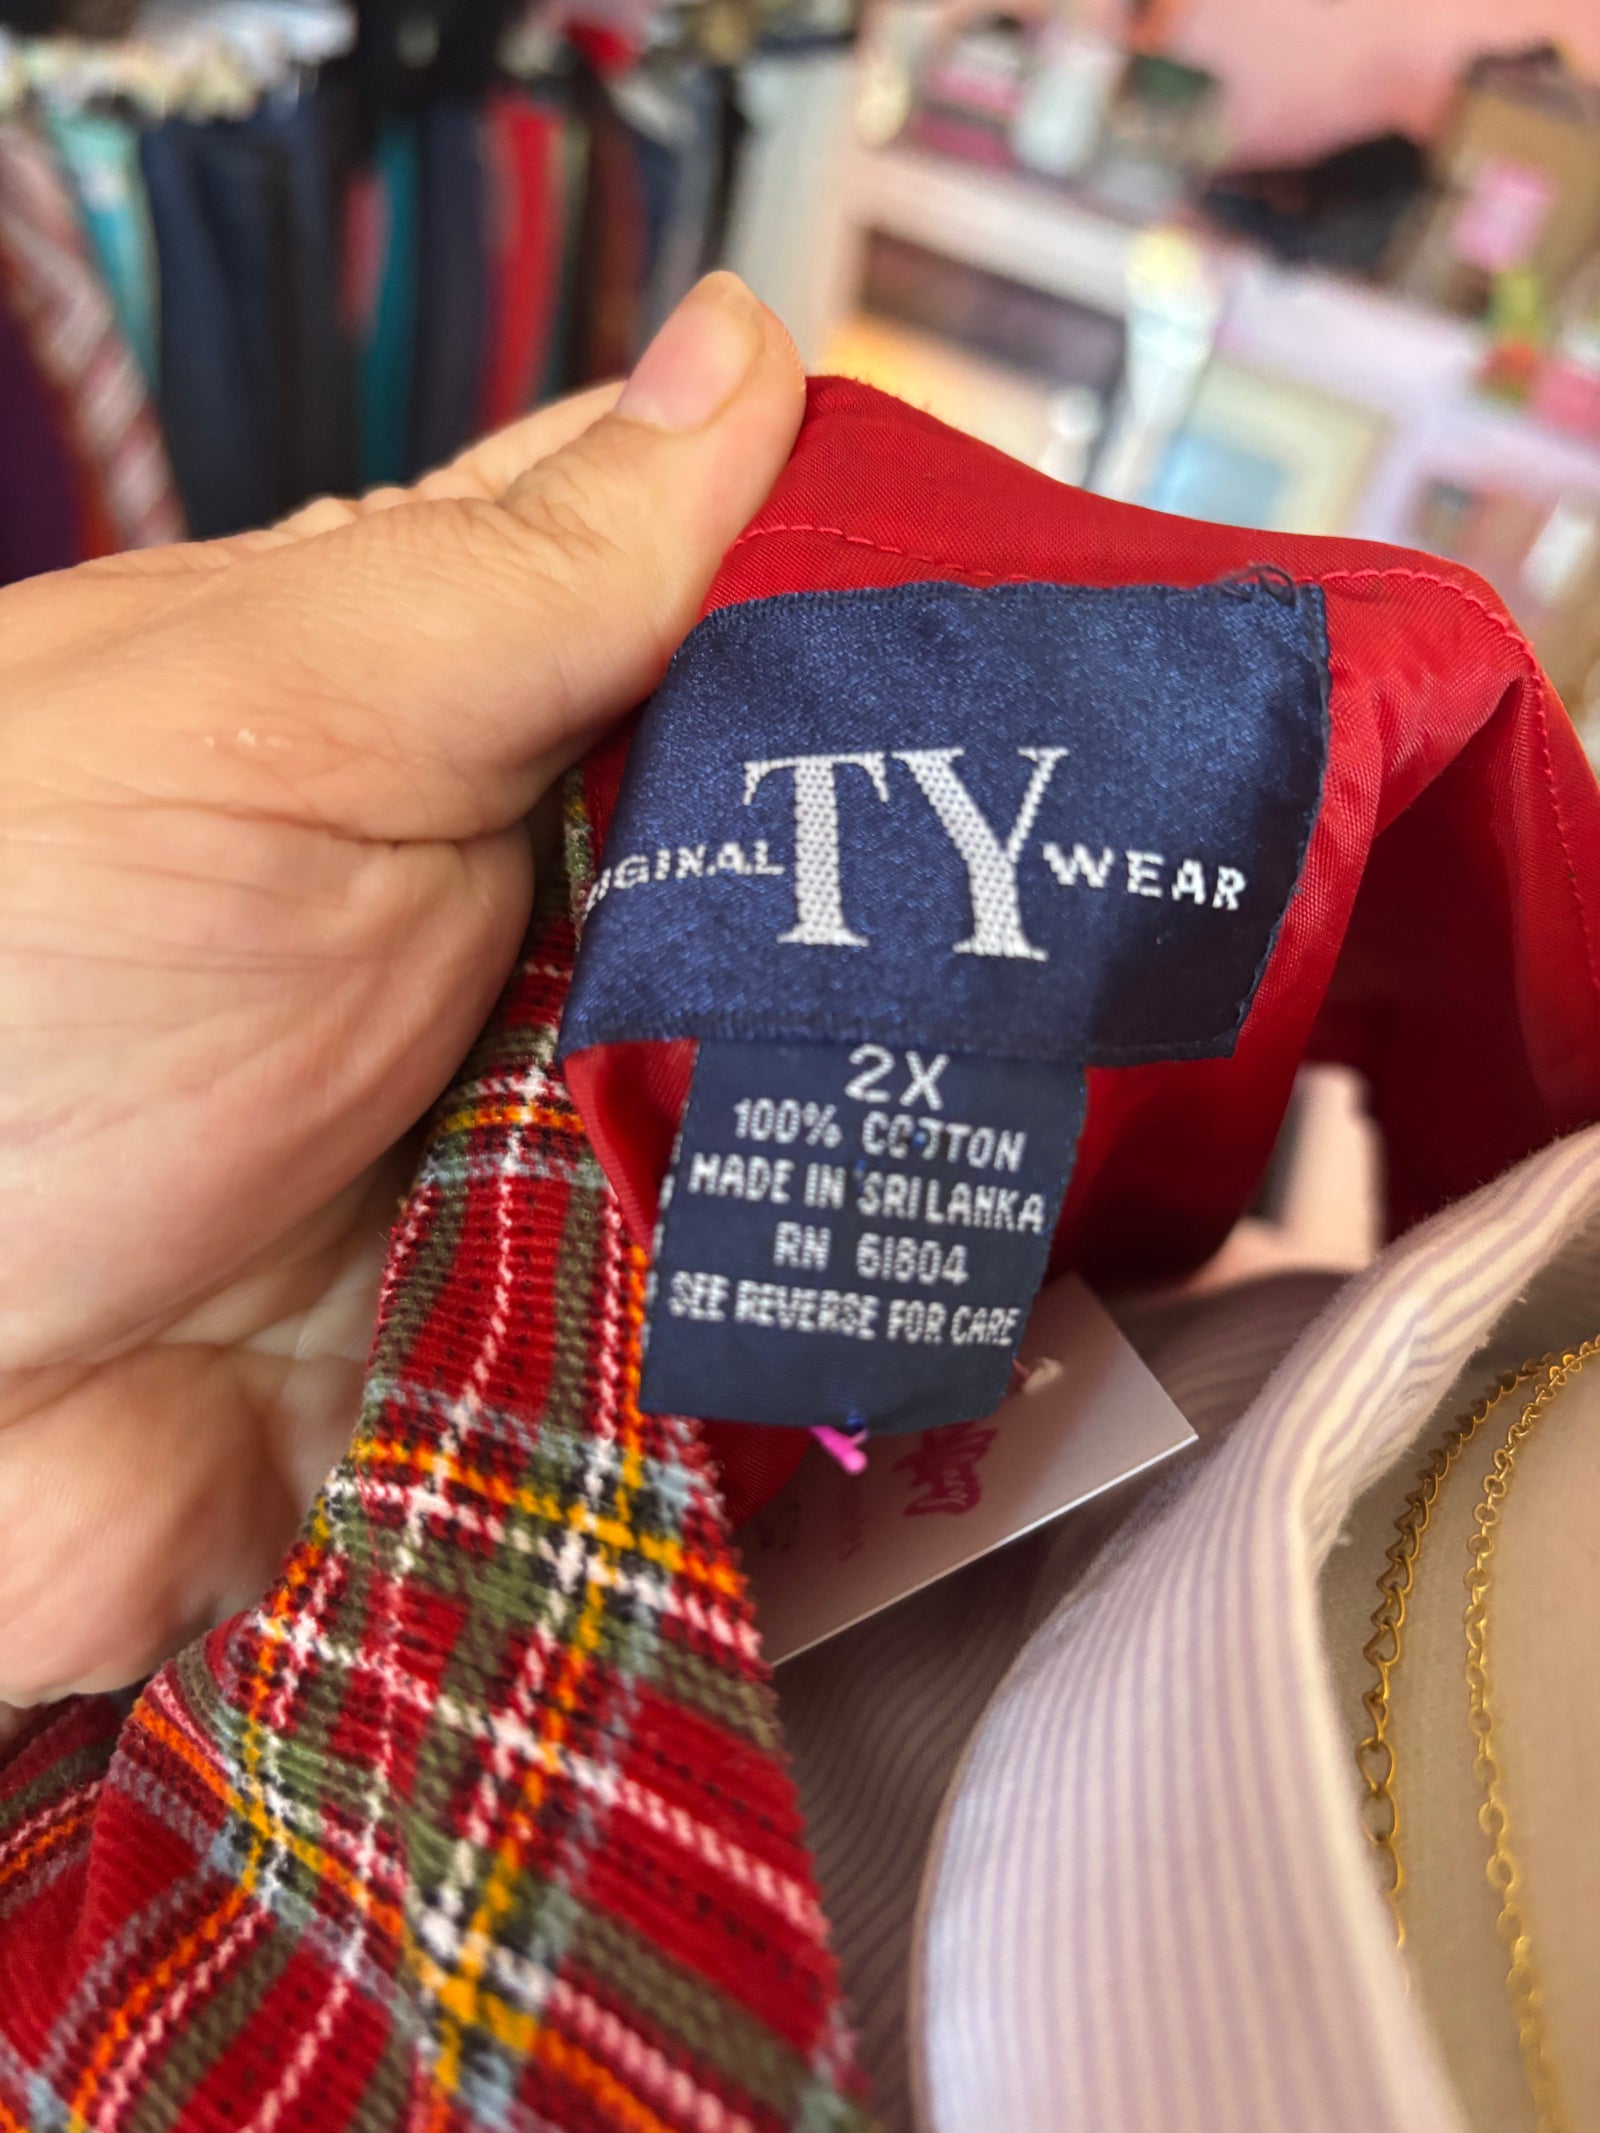 ORIGINAL TY WEAR
2X
100% COTTON
MADE IN SRI LANKA
RN 61804
SEE REVERSE FOR CARE